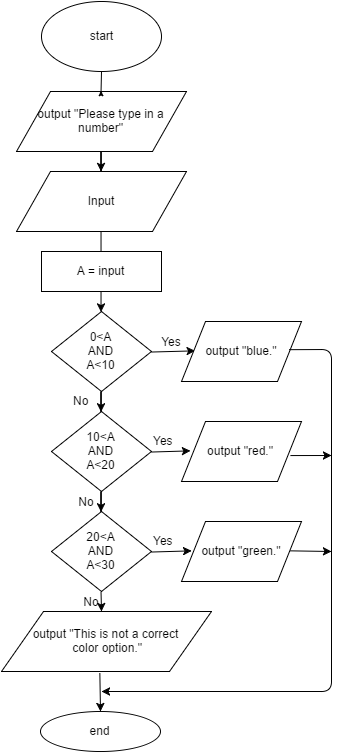 start
output "Please type in a
number"
Input
A = input
0<A
AND
A<10
Yes
output "blue."
No
10<A
AND
A<20
Yes
output "red."
No
20<A
AND
A<30
Yes
output "green."
No
output "This is not a correct
color option."
end